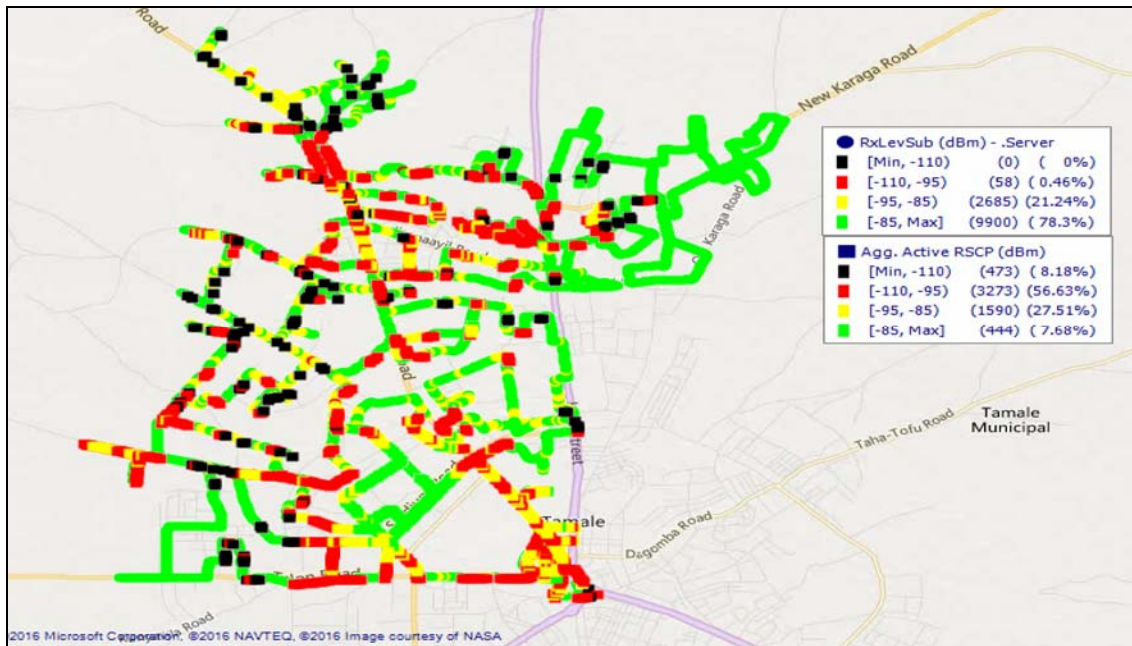 Road
New Karaga Road
RxLevSub (dBm) - .Server
[Min, -110) (0) ( 0%)
[-110, -95) (58) ( 0.46%)
[-95, -85) (2685) (21.24%)
[-85, Max] (9900) ( 78.3%)
Karaga Road
Agg. Active RSCP (dBm)
[Min, -110) (473) ( 8.18%)
[-110, -95) (3273) (56.63%)
[-95, -85) (1590) (27.51%)
[-85, Max] (444) ( 7.68%)
Tamale
Municipal
Taha-Tofu Road
Tamale
Dagomba Road
Road
©2016 Microsoft Corporation, ©2016 NAVTEQ, ©2016 Image courtesy of NASA